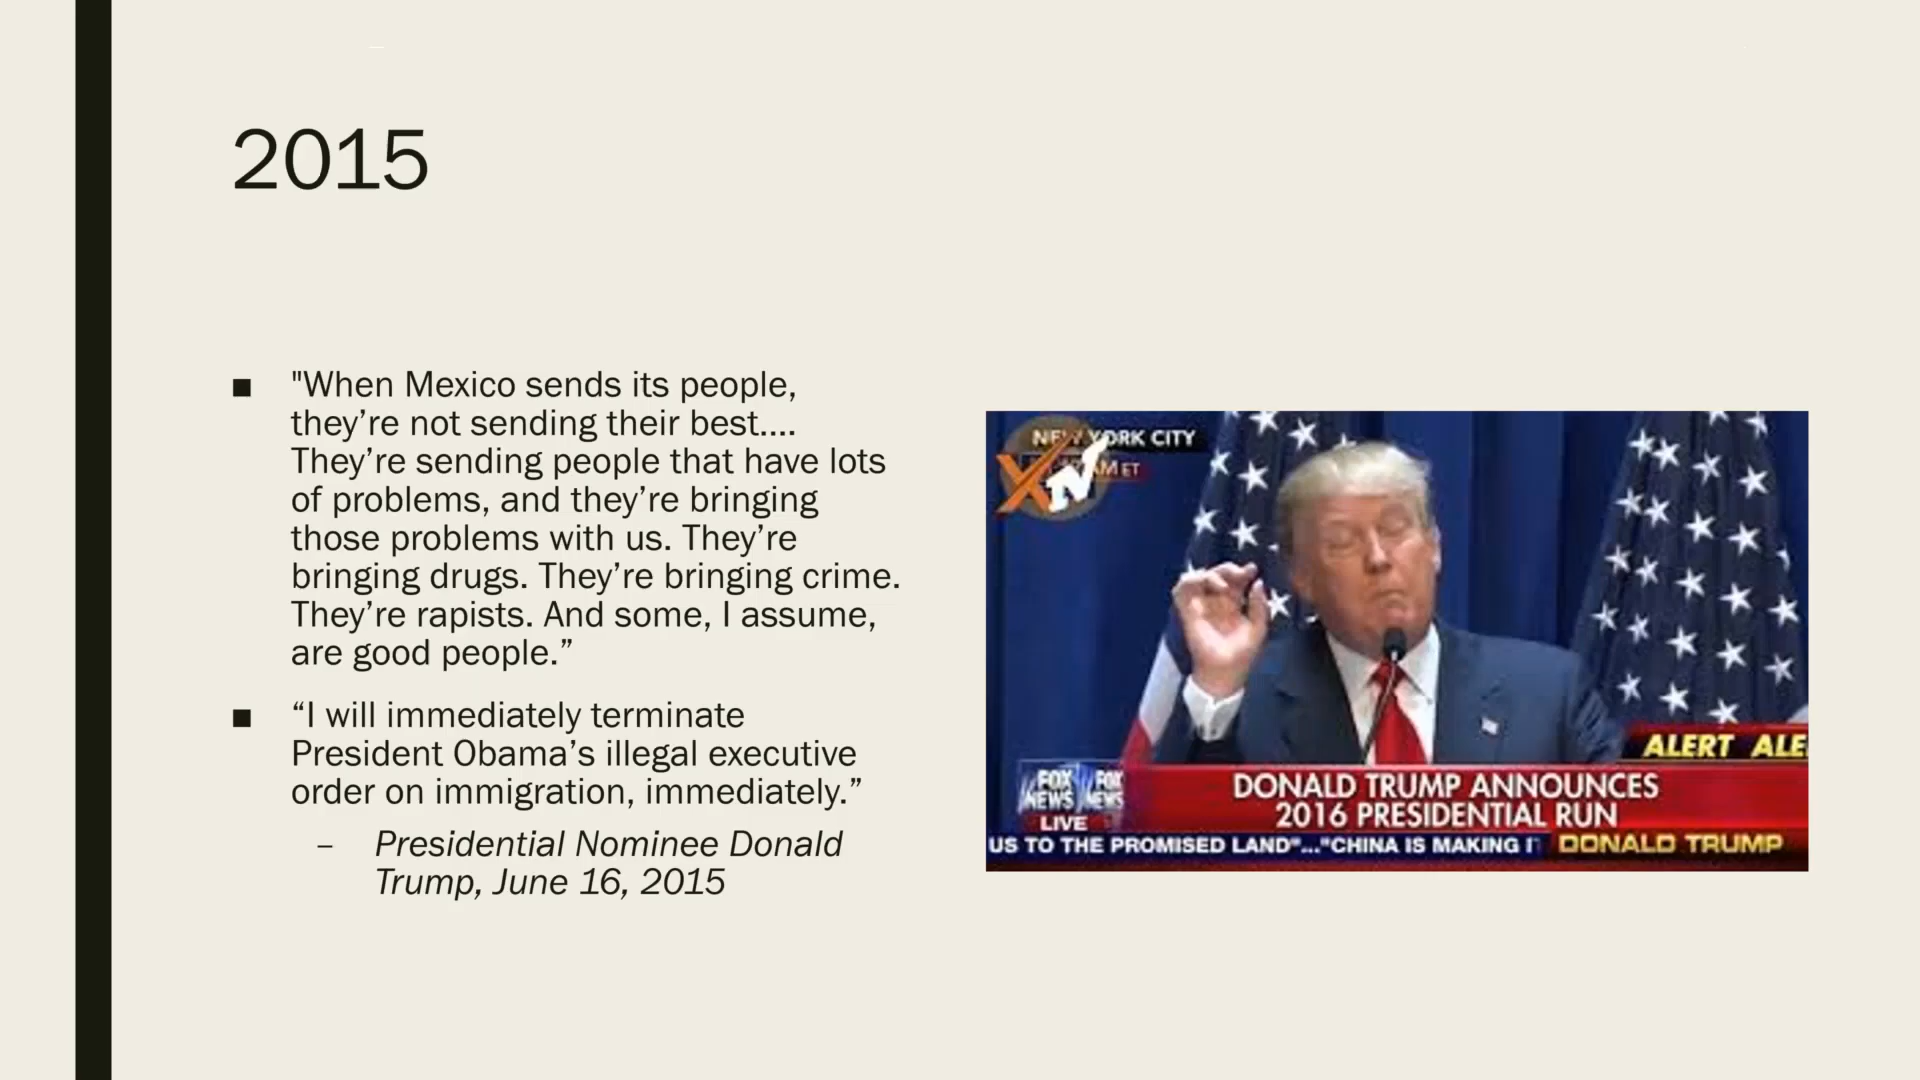 2015
■ "When Mexico sends its people,
they’re not sending their best....
They’re sending people that have lots
of problems, and they’re bringing
those problems with us. They’re
bringing drugs. They’re bringing crime.
They’re rapists. And some, I assume,
are good people.”
■ “I will immediately terminate
President Obama’s illegal executive
order on immigration, immediately.”
– Presidential Nominee Donald
Trump, June 16, 2015
NEW YORK CITY
AM ET
XTV
ALERT ALE
FOX NEWS FOX NEWS
LIVE
DONALD TRUMP ANNOUNCES
2016 PRESIDENTIAL RUN
US TO THE PROMISED LAND"..."CHINA IS MAKING
DONALD TRUMP